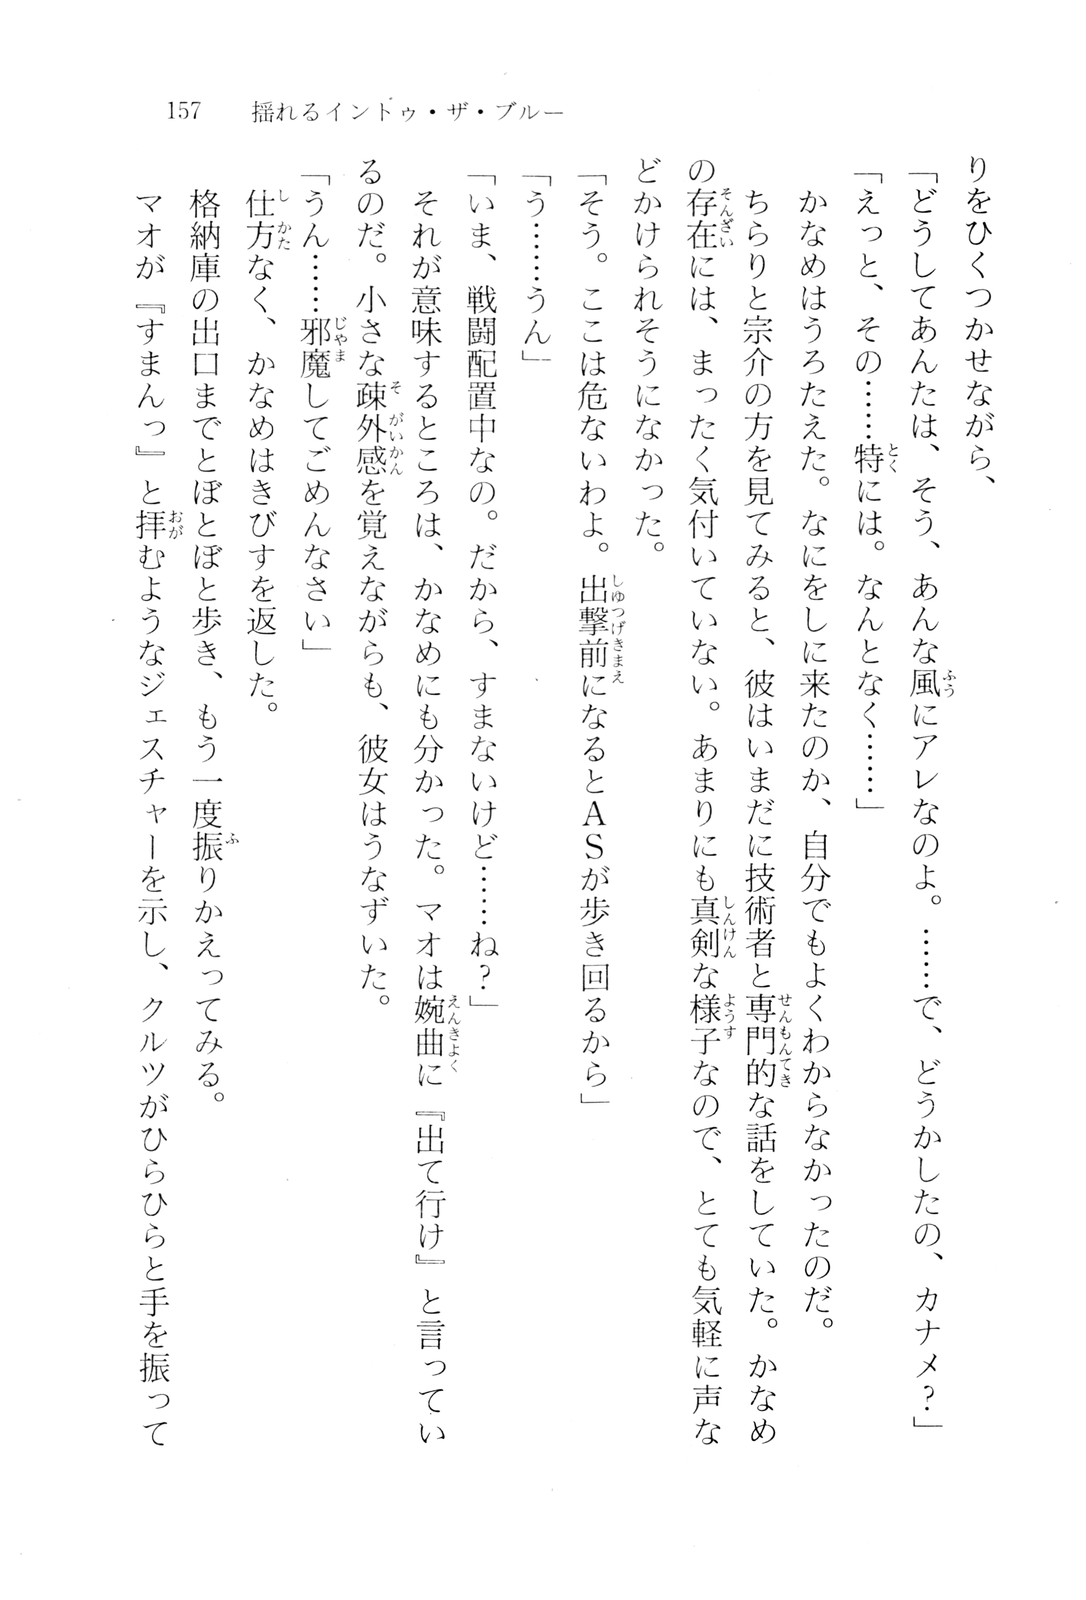 157　揺れるイントゥ・ザ・ブルー
りをひくつかせながら、
「どうしてあんたは、そう、あんな風にアレなのよ。……で、どうかしたの、カナメ？」
「えっと、その……特には。なんとなく……」
かなめはうろたえた。なにをしに来たのか、自分でもよくわからなかったのだ。
ちらりと宗介の方を見てみると、彼はいまだに技術者と専門的な話をしていた。かなめ
の存在には、まったく気付いていない。あまりにも真剣な様子なので、とても気軽に声な
どかけられそうになかった。
「そう。ここは危ないわよ。出撃前になるとＡＳが歩き回るから」
「う……うん」
「いま、戦闘配置中なの。だから、すまないけど……ね？」
それが意味するところは、かなめにも分かった。マオは婉曲に『出て行け』と言ってい
るのだ。小さな疎外感を覚えながらも、彼女はうなずいた。
「うん……邪魔してごめんなさい」
仕方なく、かなめはきびすを返した。
格納庫の出口までとぼとぼと歩き、もう一度振りかえってみる。
マオが『すまんっ』と拝むようなジェスチャーを示し、クルツがひらひらと手を振って